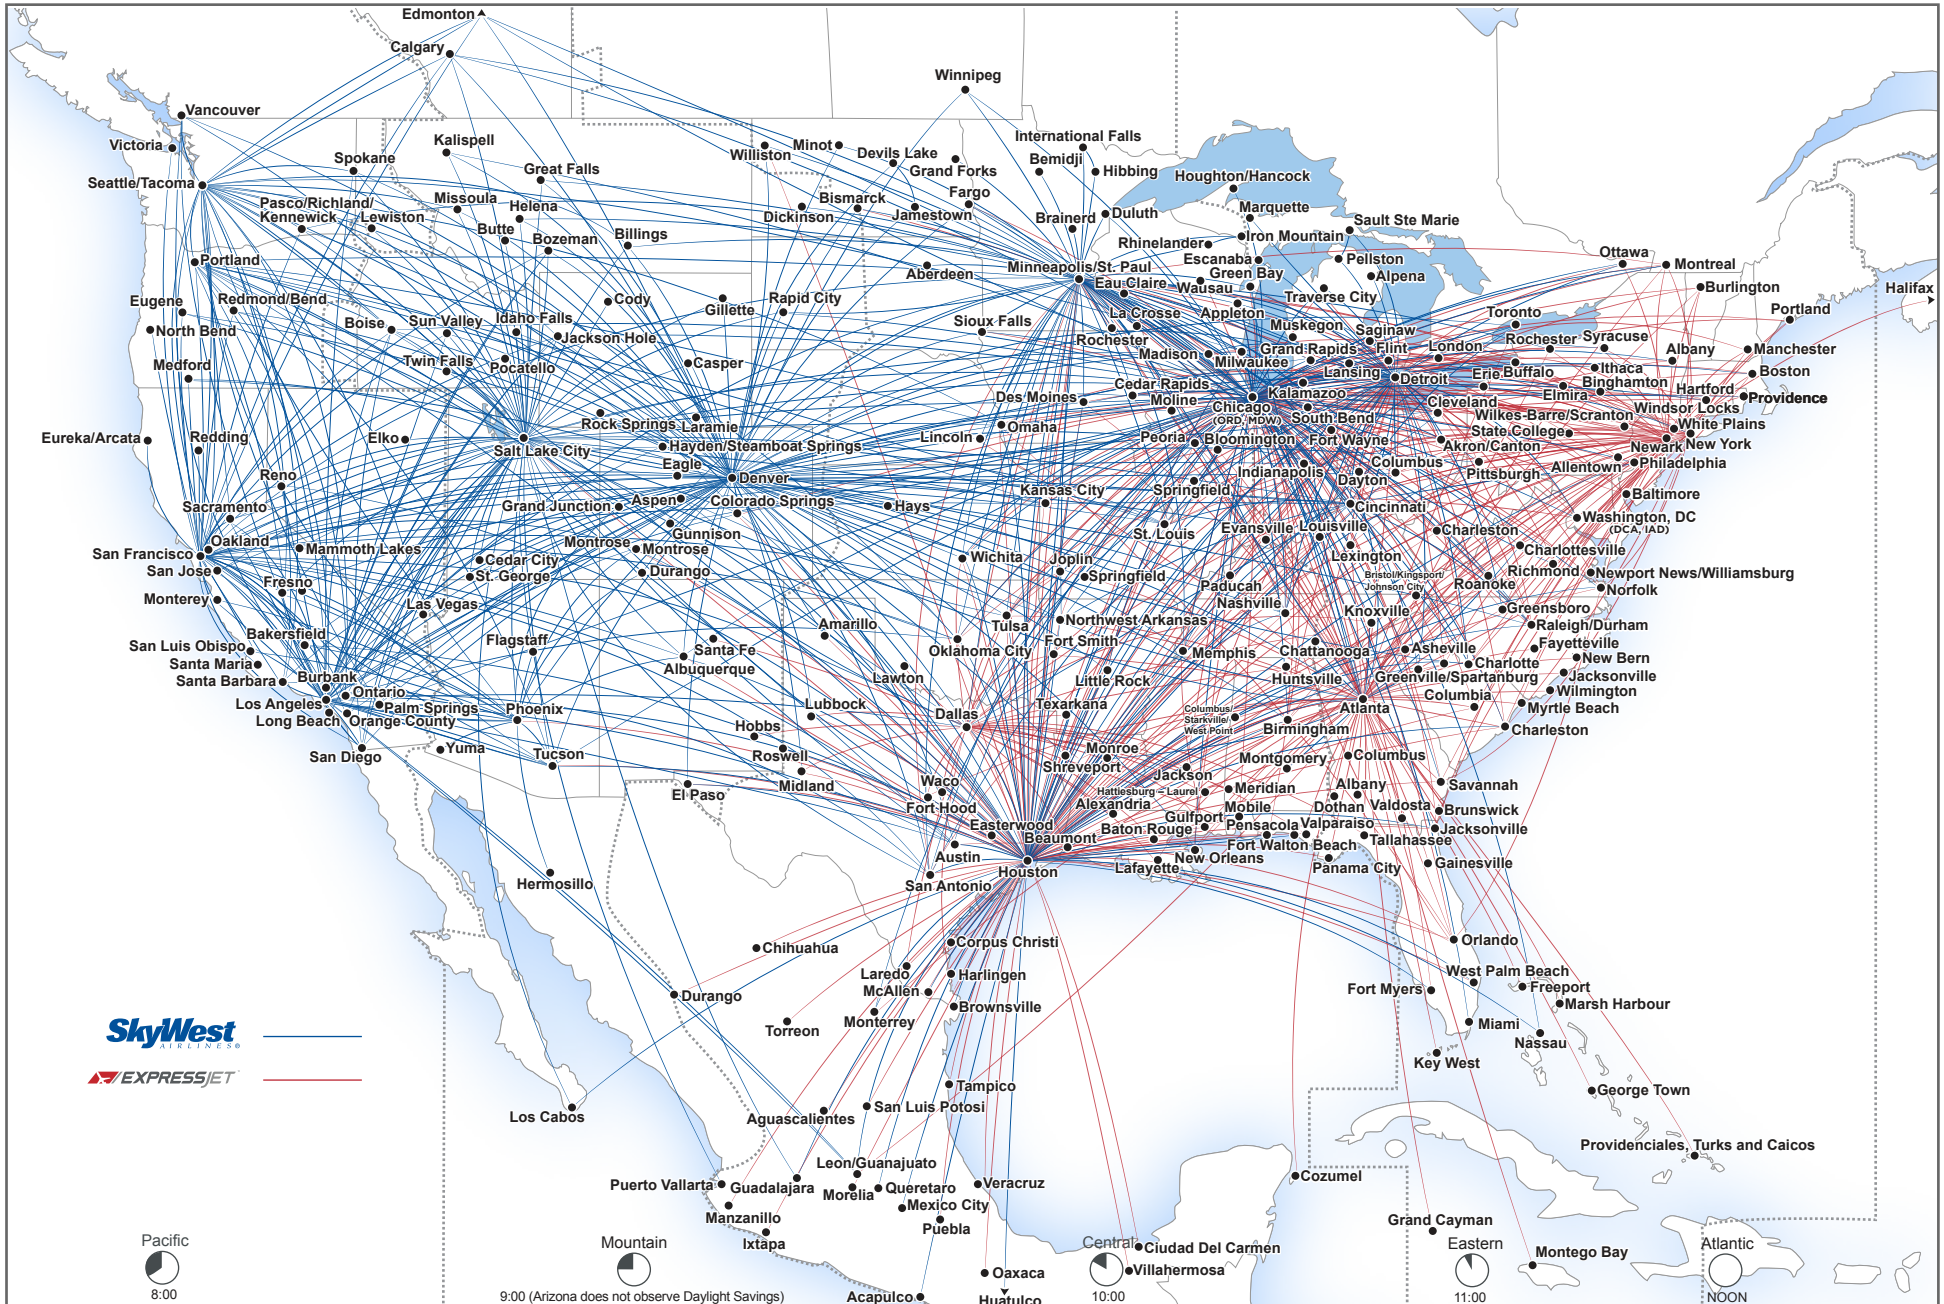 Edmonton
Calgary
Winnipeg
Vancouver
Victoria
Seattle/Tacoma
Spokane
Kalispell
Great Falls
Pasco/Richland/
Kennewick
Lewiston
Missoula
Helena
Butte
Bozeman
Billings
Williston
Minot
Devils Lake
Grand Forks
Fargo
Bismarck
Dickinson
Jamestown
International Falls
Bemidji
Hibbing
Brainerd
Duluth
Houghton/Hancock
Marquette
Iron Mountain
Sault Ste Marie
Rhinelander
Escanaba
Green Bay
Pellston
Alpena
Ottawa
Montreal
Burlington
Halifax
Portland
Portland
Eugene
Redmond/Bend
North Bend
Medford
Boise
Sun Valley
Idaho Falls
Jackson Hole
Twin Falls
Pocatello
Cody
Gillette
Rapid City
Casper
Aberdeen
Minneapolis/St. Paul
Eau Claire
Wausau
Traverse City
Appleton
La Crosse
Sioux Falls
Rochester
Muskegon
Saginaw
Toronto
Rochester
Syracuse
Madison
Milwaukee
Grand Rapids
Flint
London
Lansing
Detroit
Erie
Buffalo
Ithaca
Binghamton
Elmira
Albany
Manchester
Boston
Hartford
Providence
Windsor Locks
White Plains
Newark
New York
Cedar Rapids
Des Moines
Moline
Chicago
(ORD, MDW)
Kalamazoo
South Bend
Cleveland
Wilkes-Barre/Scranton
State College
Akron/Canton
Fort Wayne
Bloomington
Peoria
Omaha
Lincoln
Eureka/Arcata
Redding
Elko
Rock Springs
Laramie
Salt Lake City
Hayden/Steamboat Springs
Eagle
Denver
Reno
Sacramento
Grand Junction
Aspen
Colorado Springs
Gunnison
Montrose
Montrose
Hays
Kansas City
Indianapolis
Springfield
Dayton
Columbus
Pittsburgh
Allentown
Philadelphia
Baltimore
Washington, DC
(DCA, IAD)
Cincinnati
Charleston
Charlottesville
Richmond
Newport News/Williamsburg
Norfolk
Roanoke
Oakland
San Francisco
San Jose
Mammoth Lakes
Cedar City
St. George
Durango
Fresno
Monterey
Las Vegas
Wichita
Joplin
Springfield
St. Louis
Evansville
Louisville
Lexington
Bristol/Kingsport/
Johnson City
Paducah
Nashville
Knoxville
Greensboro
Raleigh/Durham
Fayetteville
New Bern
Jacksonville
Wilmington
Myrtle Beach
Charleston
Asheville
Charlotte
Greenville/Spartanburg
Columbia
Bakersfield
San Luis Obispo
Santa Maria
Santa Barbara
Burbank
Ontario
Los Angeles
Palm Springs
Long Beach
Orange County
San Diego
Flagstaff
Phoenix
Yuma
Tucson
Santa Fe
Albuquerque
Amarillo
Tulsa
Oklahoma City
Northwest Arkansas
Fort Smith
Lawton
Little Rock
Memphis
Chattanooga
Huntsville
Lubbock
Hobbs
Roswell
Midland
El Paso
Dallas
Texarkana
Columbus/
Starkville/
West Point
Birmingham
Atlanta
Monroe
Shreveport
Jackson
Montgomery
Columbus
Waco
Fort Hood
Hattiesburg – Laurel
Meridian
Albany
Savannah
Alexandria
Mobile
Dothan
Valdosta
Brunswick
Easterwood
Beaumont
Baton Rouge
Gulfport
Pensacola
Valparaiso
Jacksonville
Fort Walton Beach
Tallahassee
Austin
Houston
San Antonio
Lafayette
New Orleans
Panama City
Gainesville
Hermosillo
Chihuahua
Corpus Christi
Laredo
Harlingen
McAllen
Brownsville
Durango
Torreon
Monterrey
Orlando
West Palm Beach
Freeport
Fort Myers
Marsh Harbour
Miami
Nassau
Key West
SkyWest
AIRLINES®
EXPRESSJET
Los Cabos
Tampico
San Luis Potosi
Aguascalientes
George Town
Providenciales, Turks and Caicos
Leon/Guanajuato
Puerto Vallarta
Guadalajara
Morelia
Queretaro
Veracruz
Mexico City
Manzanillo
Puebla
Ixtapa
Cozumel
Grand Cayman
Ciudad Del Carmen
Villahermosa
Montego Bay
Oaxaca
Huatulco
Acapulco
Pacific
8:00
Mountain
9:00 (Arizona does not observe Daylight Savings)
Central
10:00
Eastern
11:00
Atlantic
NOON